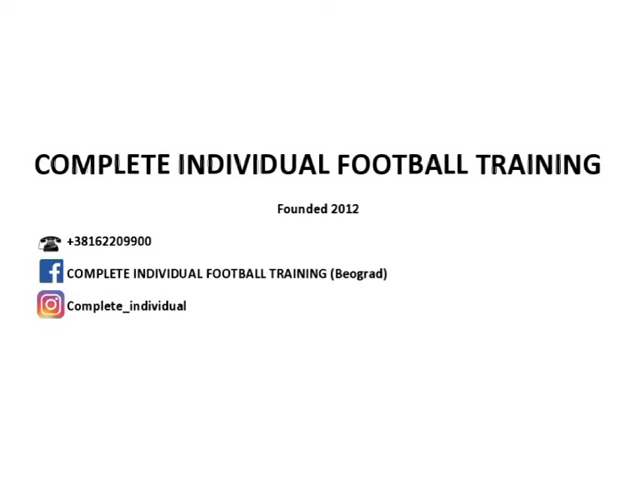 COMPLETE INDIVIDUAL FOOTBALL TRAINING
Founded 2012
+38162209900
COMPLETE INDIVIDUAL FOOTBALL TRAINING (Beograd)
Complete_individual